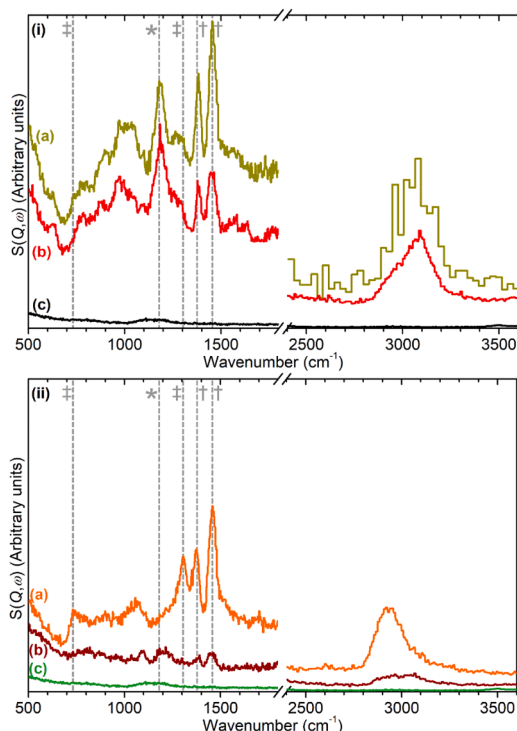 (i) ‡ * ‡ † †
(a)
(b)
(c)
S(Q,ω) (Arbitrary units)
500 1000 1500 2500 3000 3500
Wavenumber (cm-1)
(ii) ‡ * ‡ † †
(a)
(b)
(c)
S(Q,ω) (Arbitrary units)
500 1000 1500 2500 3000 3500
Wavenumber (cm-1)